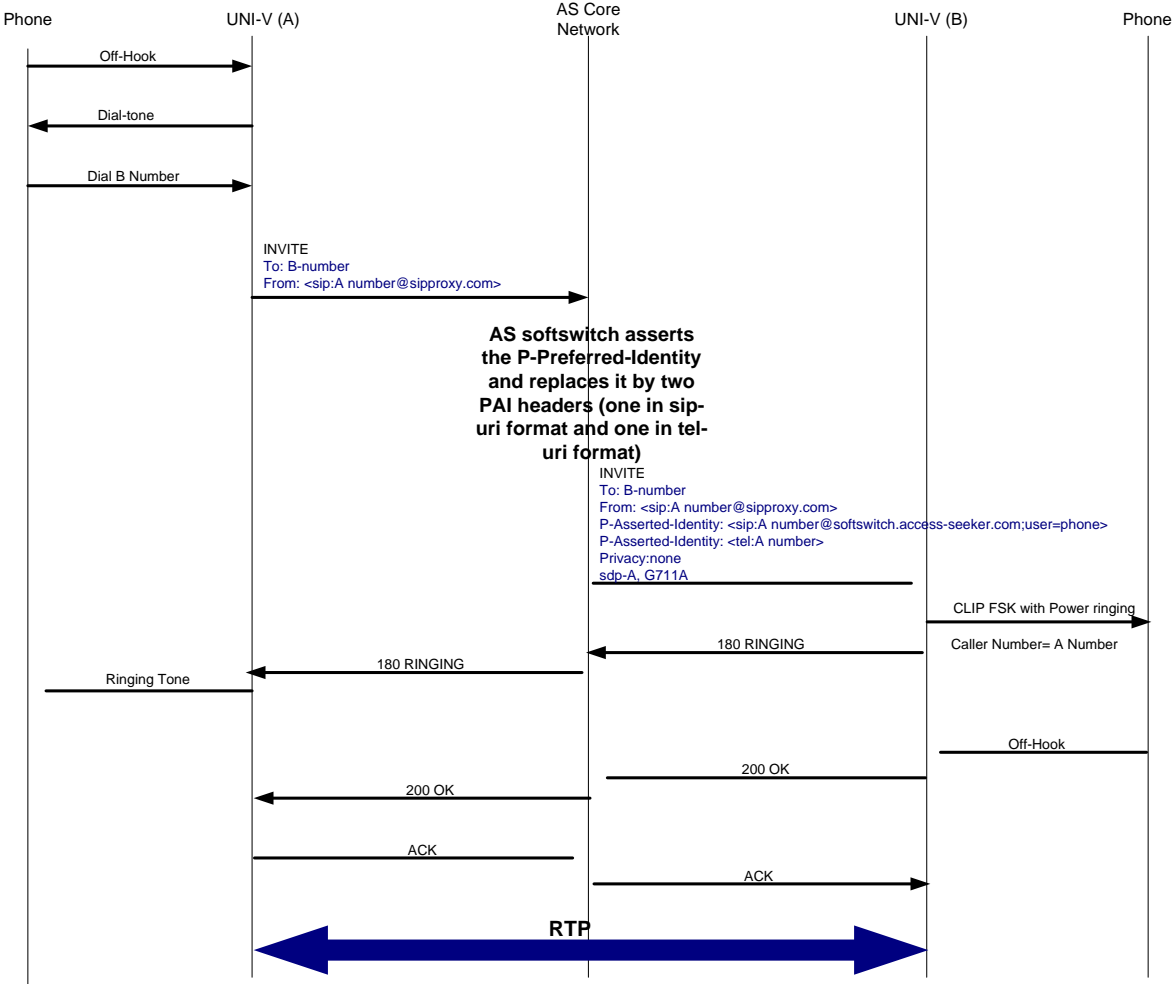 Phone
UNI-V (A)
AS Core
Network
UNI-V (B)
Phone
Off-Hook
Dial-tone
Dial B Number
INVITE
To: B-number
From: <sip:A number@sipproxy.com>
AS softswitch asserts
the P-Preferred-Identity
and replaces it by two
PAI headers (one in sip-
uri format and one in tel-
uri format)
INVITE
To: B-number
From: <sip:A number@sipproxy.com>
P-Asserted-Identity: <sip:A number@softswitch.access-seeker.com;user=phone>
P-Asserted-Identity: <tel:A number>
Privacy:none
sdp-A, G711A
CLIP FSK with Power ringing
180 RINGING
Caller Number= A Number
180 RINGING
Ringing Tone
Off-Hook
200 OK
200 OK
ACK
ACK
RTP